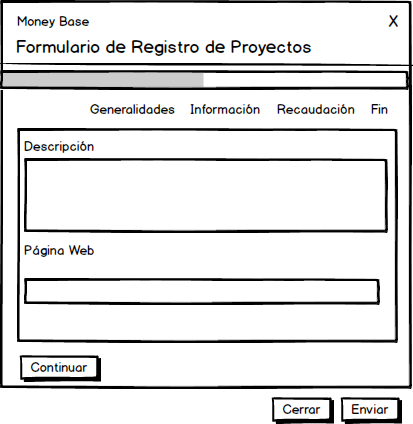 Money Base X
Formulario de Registro de Proyectos
Generalidades Información Recaudación Fin
Descripción
Página Web
Continuar
Cerrar Enviar